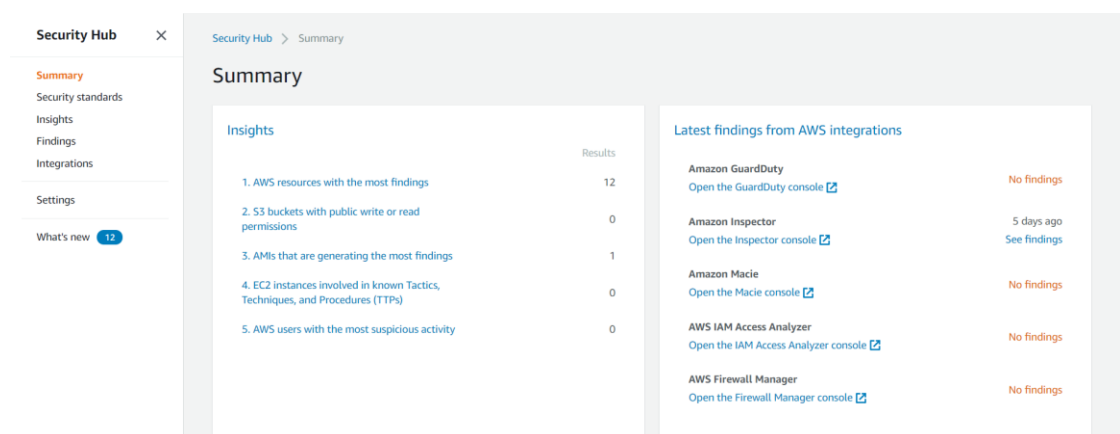 Security Hub
Summary
Security standards
Insights
Findings
Integrations
Settings
What's new 12
Security Hub > Summary
Summary
Insights
Results
1. AWS resources with the most findings 12
2. S3 buckets with public write or read
permissions 0
3. AMIs that are generating the most findings 1
4. EC2 instances involved in known Tactics,
Techniques, and Procedures (TTPs) 0
5. AWS users with the most suspicious activity 0
Latest findings from AWS integrations
Amazon GuardDuty
Open the GuardDuty console
No findings
Amazon Inspector
Open the Inspector console
5 days ago
See findings
Amazon Macie
Open the Macie console
No findings
AWS IAM Access Analyzer
Open the IAM Access Analyzer console
No findings
AWS Firewall Manager
Open the Firewall Manager console
No findings